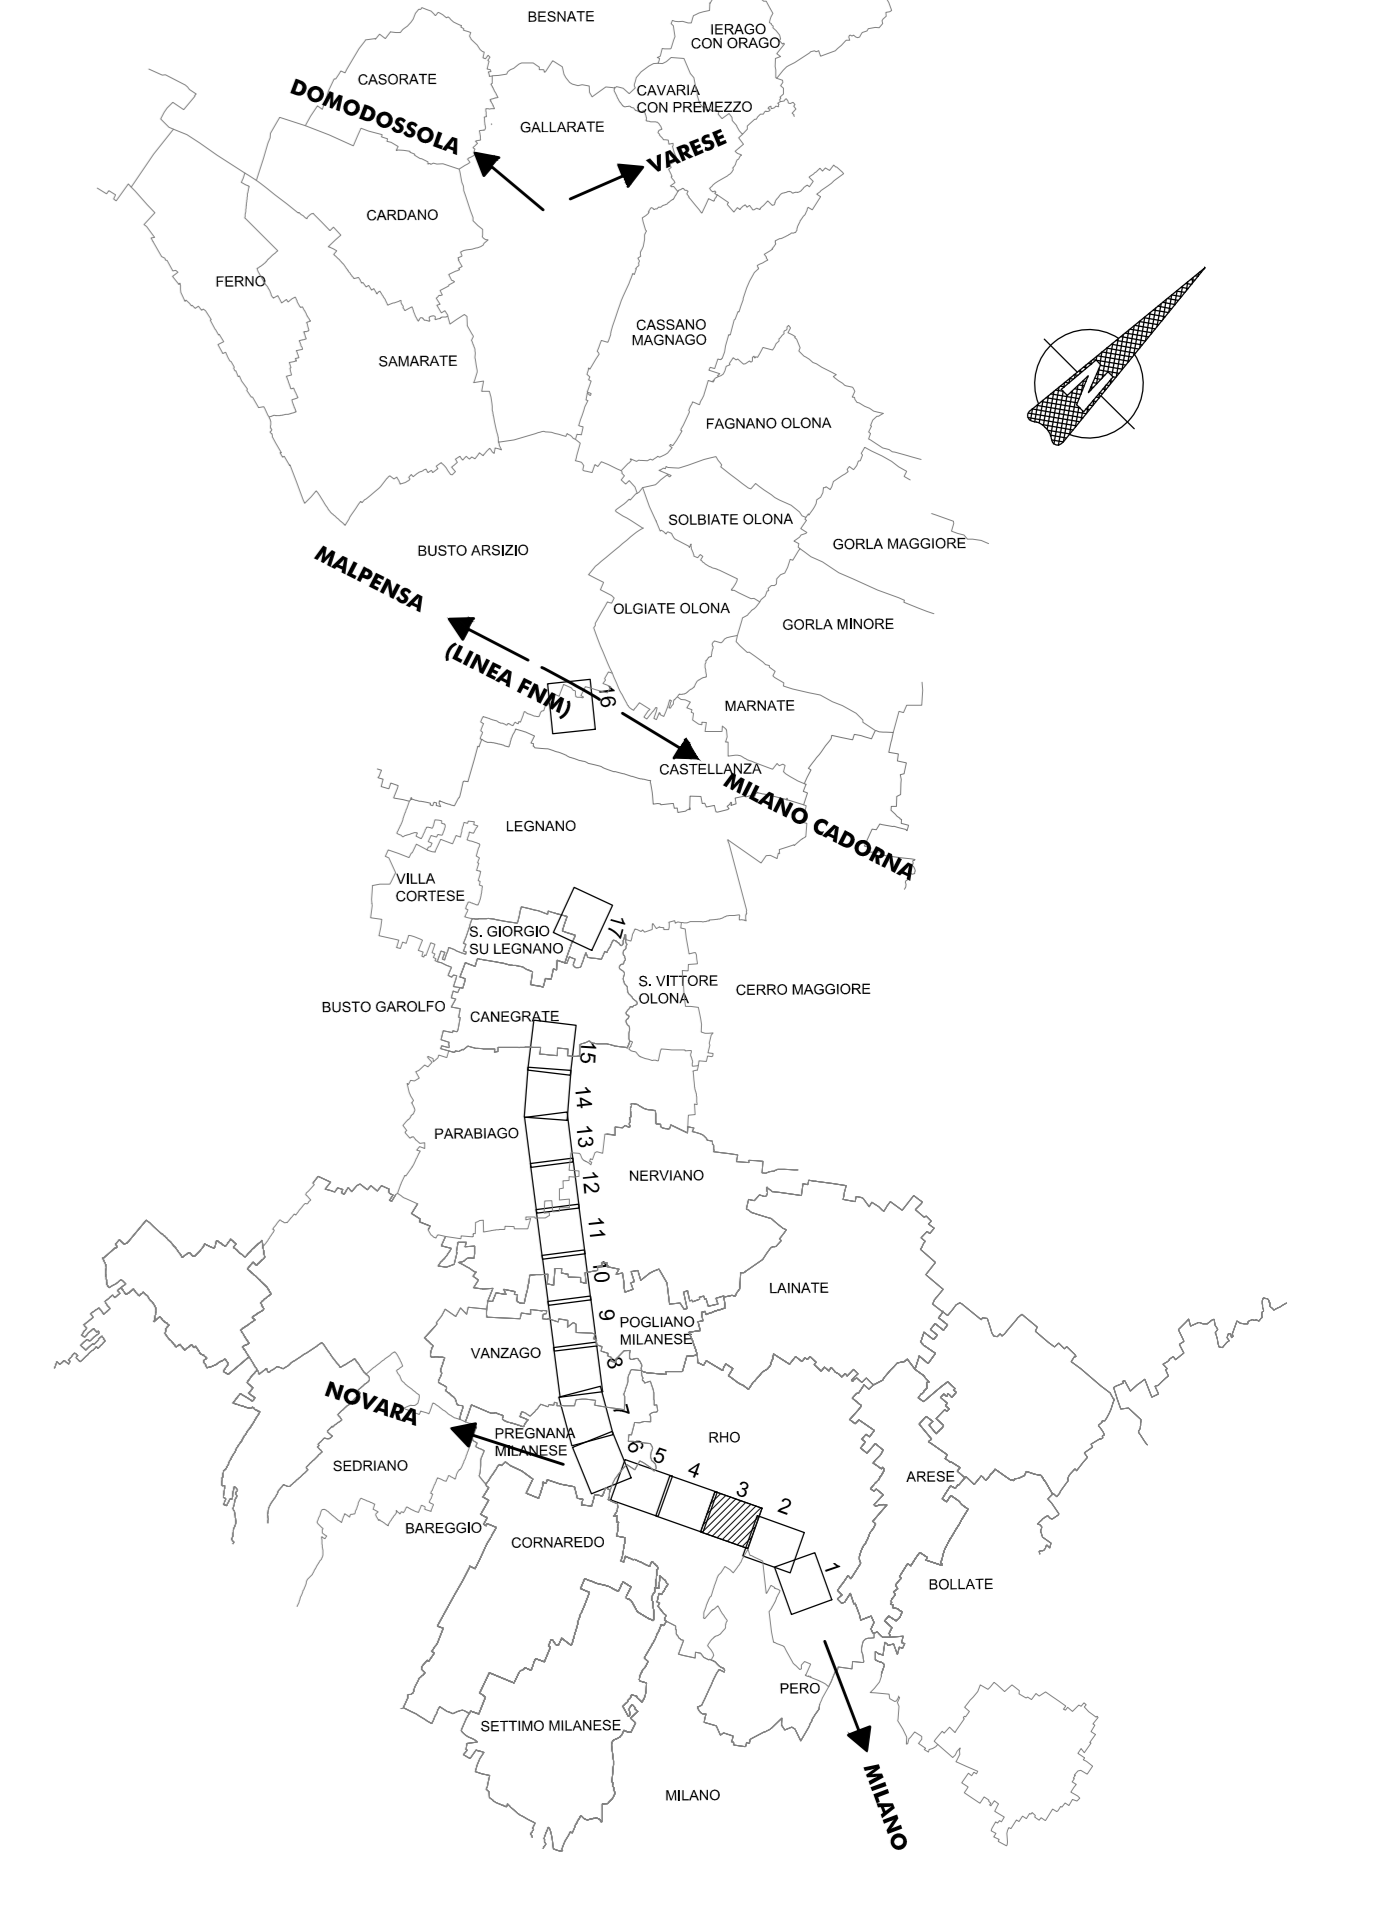 BESNATE
IERAGO
CON ORAGO
CASORATE
DOMODOSSOLA
CAVARIA
CON PREMEZZO
GALLARATE
VARESE
CARDANO
FERNO
CASSANO
MAGNAGO
SAMARATE
N
FAGNANO OLONA
SOLBIATE OLONA
GORLA MAGGIORE
BUSTO ARSIZIO
MALPENSA
OLGIATE OLONA
GORLA MINORE
(LINEA FNM)
16
MARNATE
CASTELLANZA
MILANO CADORNA
LEGNANO
VILLA
CORTESE
17
S. GIORGIO
SU LEGNANO
S. VITTORE
OLONA
CERRO MAGGIORE
BUSTO GAROLFO
CANEGRATE
15
14
13
PARABIAGO
NERVIANO
12
11
10
LAINATE
9
POGLIANO
MILANESE
VANZAGO
8
NOVARA
7
PREGNANA
MILANESE
RHO
6
5
4
3
2
1
SEDRIANO
ARESE
BAREGGIO
CORNAREDO
BOLLATE
PERO
SETTIMO MILANESE
MILANO
MILANO